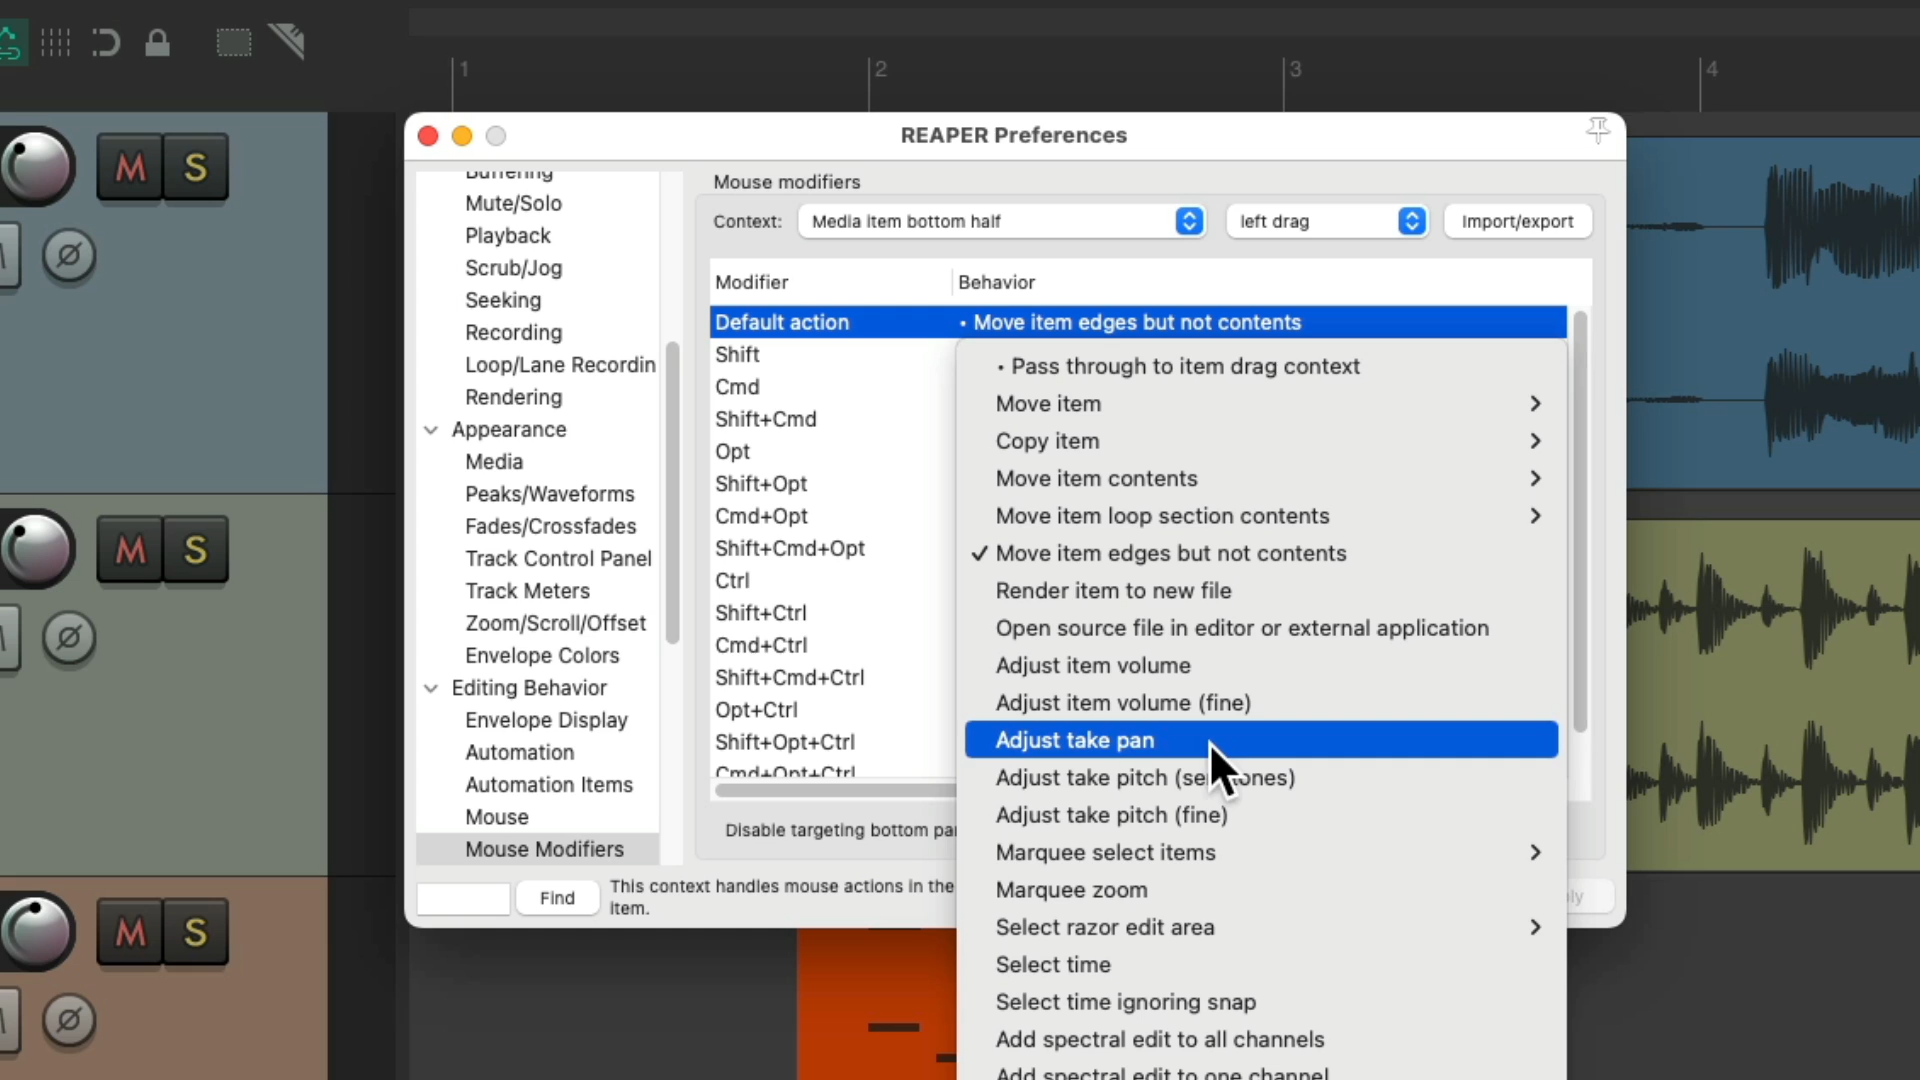 1
2
3
4
REAPER Preferences
M S
M S
M S
Buffering
Mute/Solo
Playback
Scrub/Jog
Seeking
Recording
Loop/Lane Recordin
Rendering
Appearance
Media
Peaks/Waveforms
Fades/Crossfades
Track Control Panel
Track Meters
Zoom/Scroll/Offset
Envelope Colors
Editing Behavior
Envelope Display
Automation
Automation Items
Mouse
Mouse Modifiers
Find
Mouse modifiers
Context: Media item bottom half left drag Import/export
Modifier Behavior
Default action • Move item edges but not contents
Shift
Cmd
Shift+Cmd
Opt
Shift+Opt
Cmd+Opt
Shift+Cmd+Opt
Ctrl
Shift+Ctrl
Cmd+Ctrl
Shift+Cmd+Ctrl
Opt+Ctrl
Shift+Opt+Ctrl
Cmd+Opt+Ctrl
Disable targeting bottom
This context handles mouse actions in the
item.
• Pass through to item drag context
Move item
Copy item
Move item contents
Move item loop section contents
✓ Move item edges but not contents
Render item to new file
Open source file in editor or external application
Adjust item volume
Adjust item volume (fine)
Adjust take pan
Adjust take pitch
Adjust take pitch (fine)
Marquee select items
Marquee zoom
Select razor edit area
Select time
Select time ignoring snap
Add spectral edit to all channels
Add spectral edit to one channel